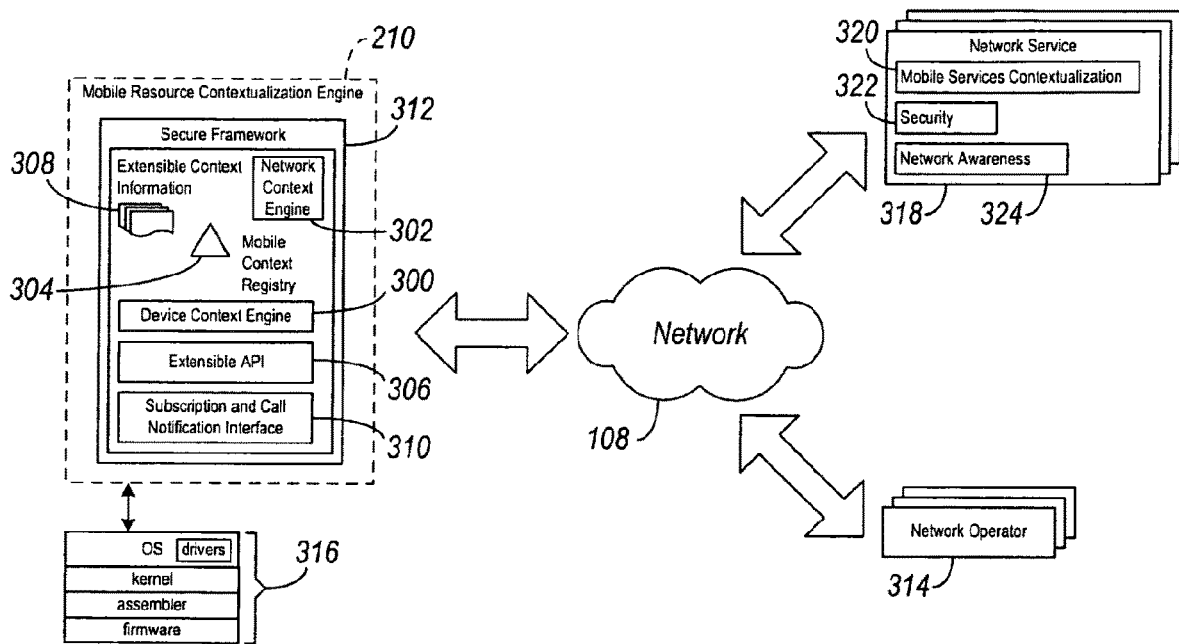 210
Mobile Resource Contextualization Engine
312
Secure Framework
308
Extensible Context
Information
Network
Context
Engine
302
304
Mobile
Context
Registry
300
Device Context Engine
Extensible API
306
Subscription and Call
Notification Interface
310
OS
drivers
kernel
assembler
firmware
316
Network
108
320
Network Service
Mobile Services Contextualization
322
Security
Network Awareness
318
324
Network Operator
314